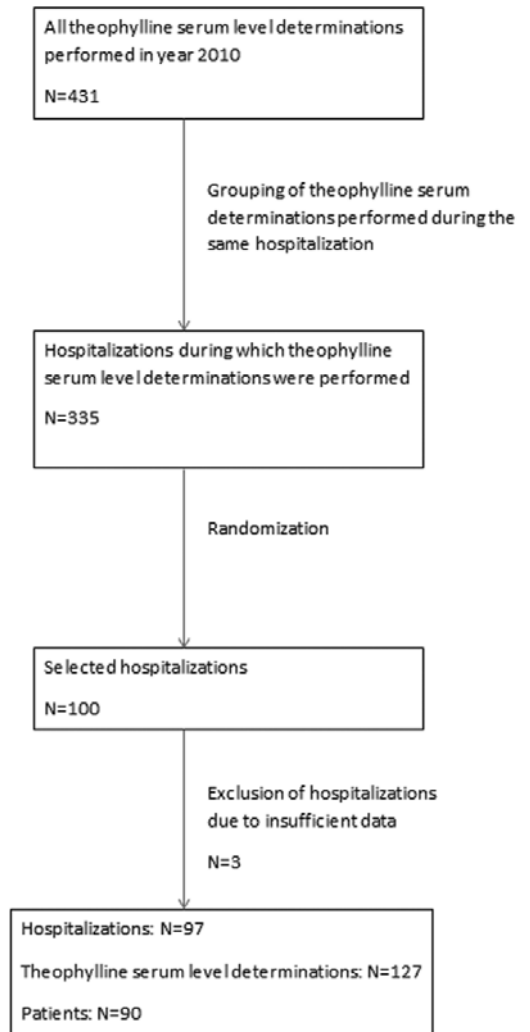 All theophylline serum level determinations
performed in year 2010
N=431
Grouping of theophylline serum
determinations performed during the
same hospitalization
Hospitalizations during which theophylline
serum level determinations were performed
N=335
Randomization
Selected hospitalizations
N=100
Exclusion of hospitalizations
due to insufficient data
N=3
Hospitalizations: N=97
Theophylline serum level determinations: N=127
Patients: N=90